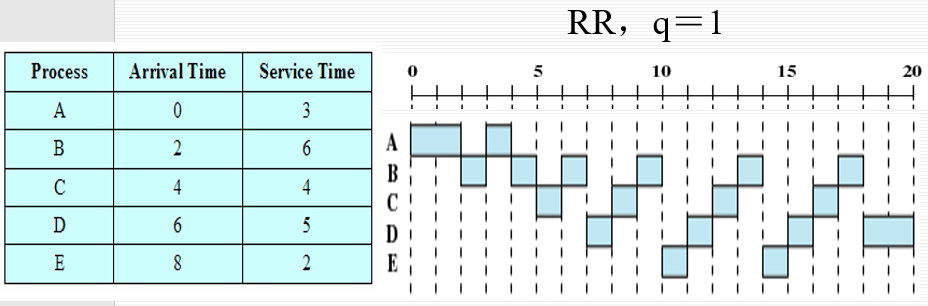 RR，q＝1
Process Arrival Time Service Time
A 0 3
B 2 6
C 4 4
D 6 5
E 8 2
0 5 10 15 20
A
B
C
D
E